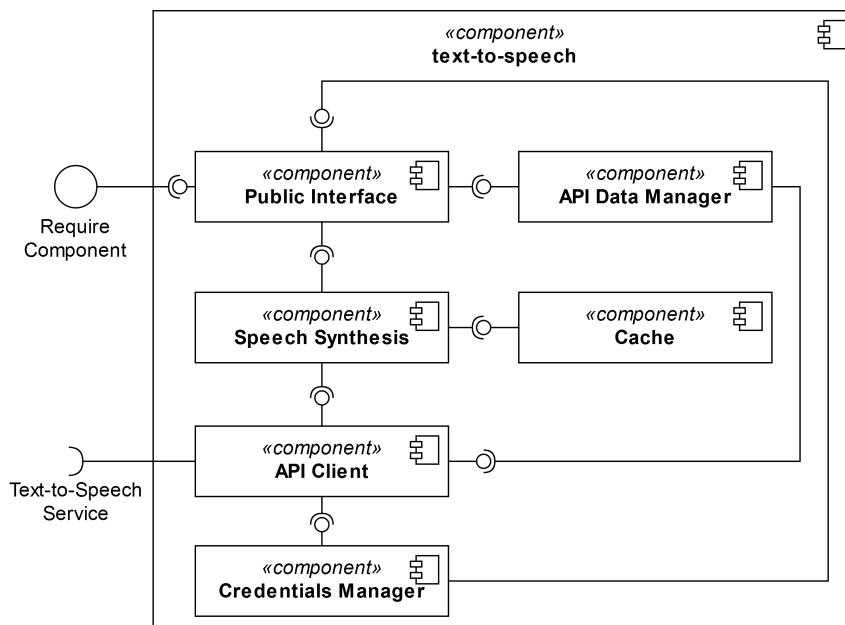 «component»
text-to-speech
«component»
Public Interface
«component»
API Data Manager
Require
Component
«component»
Speech Synthesis
«component»
Cache
«component»
API Client
Text-to-Speech
Service
«component»
Credentials Manager